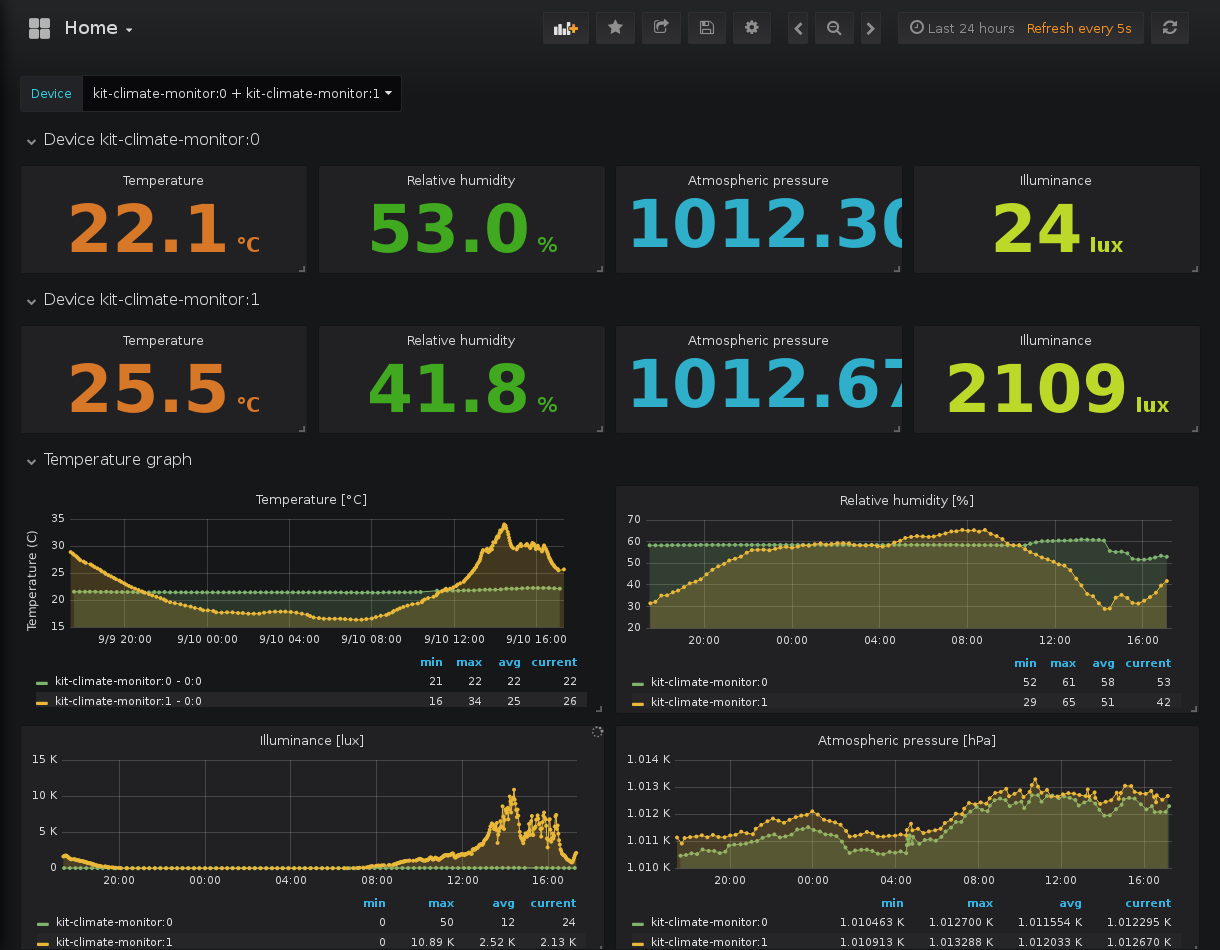 Home
Last 24 hours Refresh every 5s
Device kit-climate-monitor:0 + kit-climate-monitor:1
Device kit-climate-monitor:0
Temperature Relative humidity Atmospheric pressure Illuminance
22.1 °C 53.0 % 1012.30 24 lux
Device kit-climate-monitor:1
Temperature Relative humidity Atmospheric pressure Illuminance
25.5 °C 41.8 % 1012.67 2109 lux
Temperature graph
Temperature [°C]
Temperature (C)
35
30
25
20
15
9/9 20:00 9/10 00:00 9/10 04:00 9/10 08:00 9/10 12:00 9/10 16:00
min max avg current
kit-climate-monitor:0 - 0:0 21 22 22 22
kit-climate-monitor:1 - 0:0 16 34 25 26
Relative humidity [%]
70
60
50
40
30
20
20:00 00:00 04:00 08:00 12:00 16:00
min max avg current
kit-climate-monitor:0 52 61 58 53
kit-climate-monitor:1 29 65 51 42
Illuminance [lux]
15 K
10 K
5 K
0
20:00 00:00 04:00 08:00 12:00 16:00
min max avg current
kit-climate-monitor:0 0 50 12 24
kit-climate-monitor:1 0 10.89 K 2.52 K 2.13 K
Atmospheric pressure [hPa]
1.014 K
1.013 K
1.012 K
1.011 K
1.010 K
20:00 00:00 04:00 08:00 12:00 16:00
min max avg current
kit-climate-monitor:0 1.010463 K 1.012700 K 1.011554 K 1.012295 K
kit-climate-monitor:1 1.010913 K 1.013288 K 1.012033 K 1.012670 K